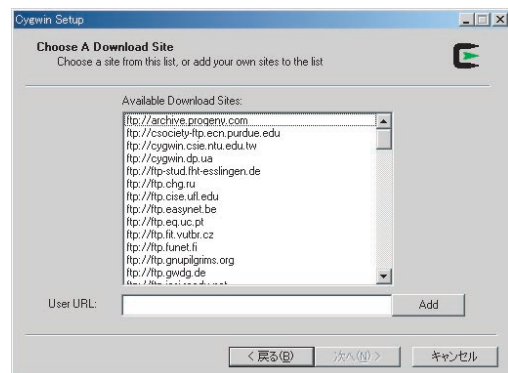 Cygwin Setup
Choose A Download Site
Choose a site from this list, or add your own sites to the list
Available Download Sites:
ftp://archive.progeny.com
ftp://csociety-ftp.ecn.purdue.edu
ftp://cygwin.csie.ntu.edu.tw
ftp://cygwin.dp.ua
ftp://ftp-stud.fht-esslingen.de
ftp://ftp.chg.ru
ftp://ftp.cise.ufl.edu
ftp://ftp.easynet.be
ftp://ftp.eq.uc.pt
ftp://ftp.fit.vutbr.cz
ftp://ftp.funet.fi
ftp://ftp.gnupilgrims.org
ftp://ftp.gwdg.de
User URL:
Add
< 戻る(B)
次へ(N) >
キャンセル